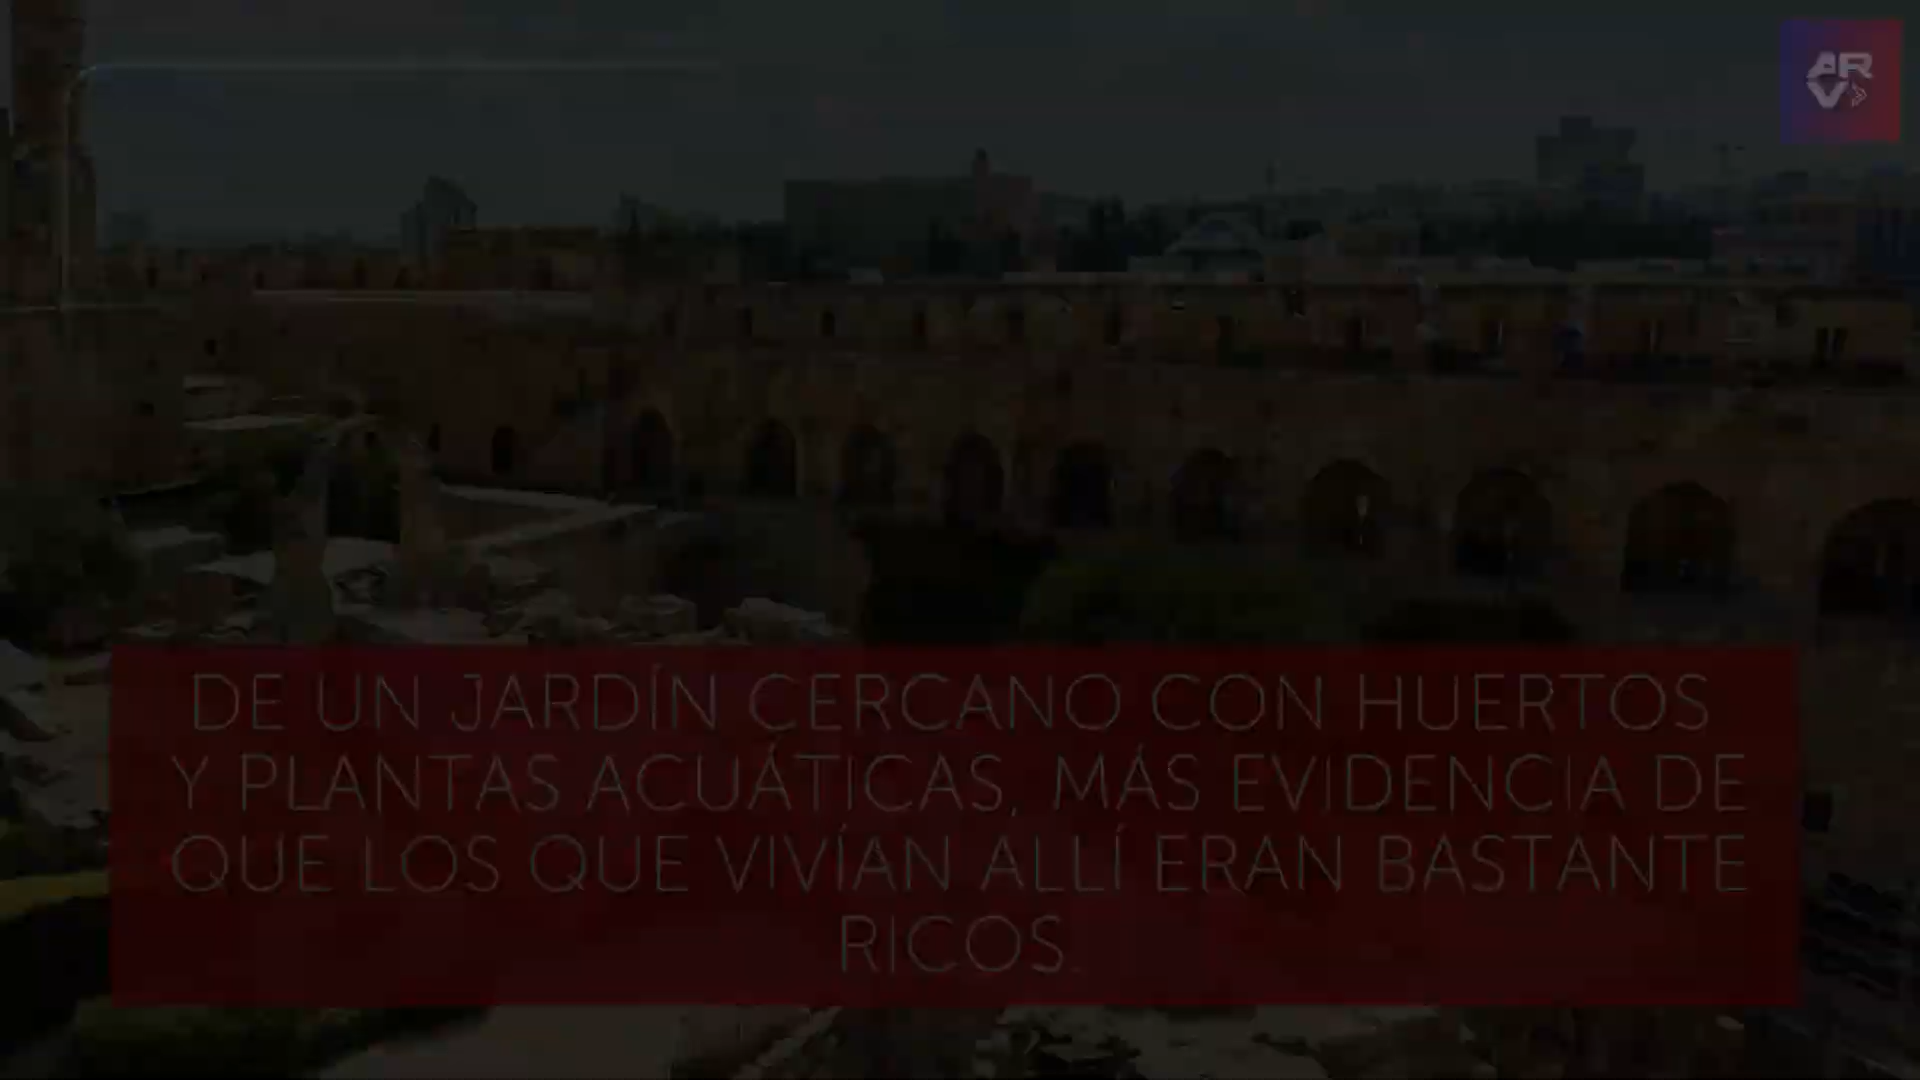 ARV
DE UN JARDÍN CERCANO CON HUERTOS
Y PLANTAS ACUÁTICAS, MÁS EVIDENCIA DE
QUE LOS QUE VIVÍAN ALLÍ ERAN BASTANTE
RICOS.